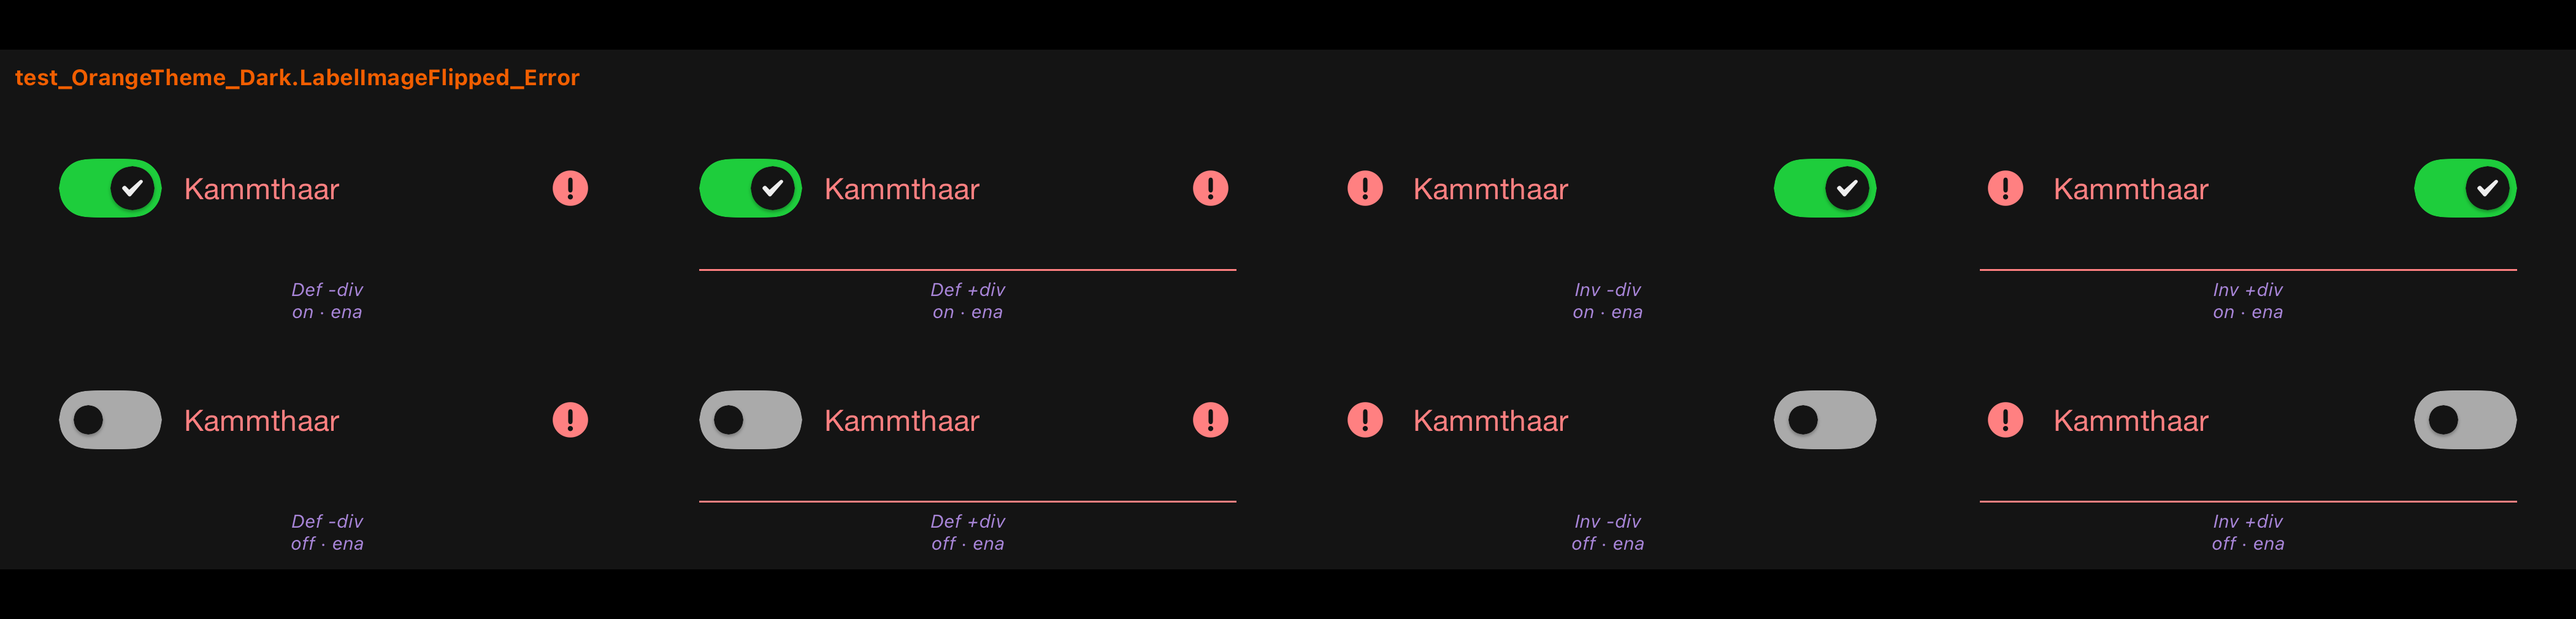 test_OrangeTheme_Dark.LabelImageFlipped_Error
Kammthaar
Kammthaar
Kammthaar
Kammthaar
Def -div
on · ena
Def +div
on · ena
Inv -div
on · ena
Inv +div
on · ena
Kammthaar
Kammthaar
Kammthaar
Kammthaar
Def -div
off · ena
Def +div
off · ena
Inv -div
off · ena
Inv +div
off · ena